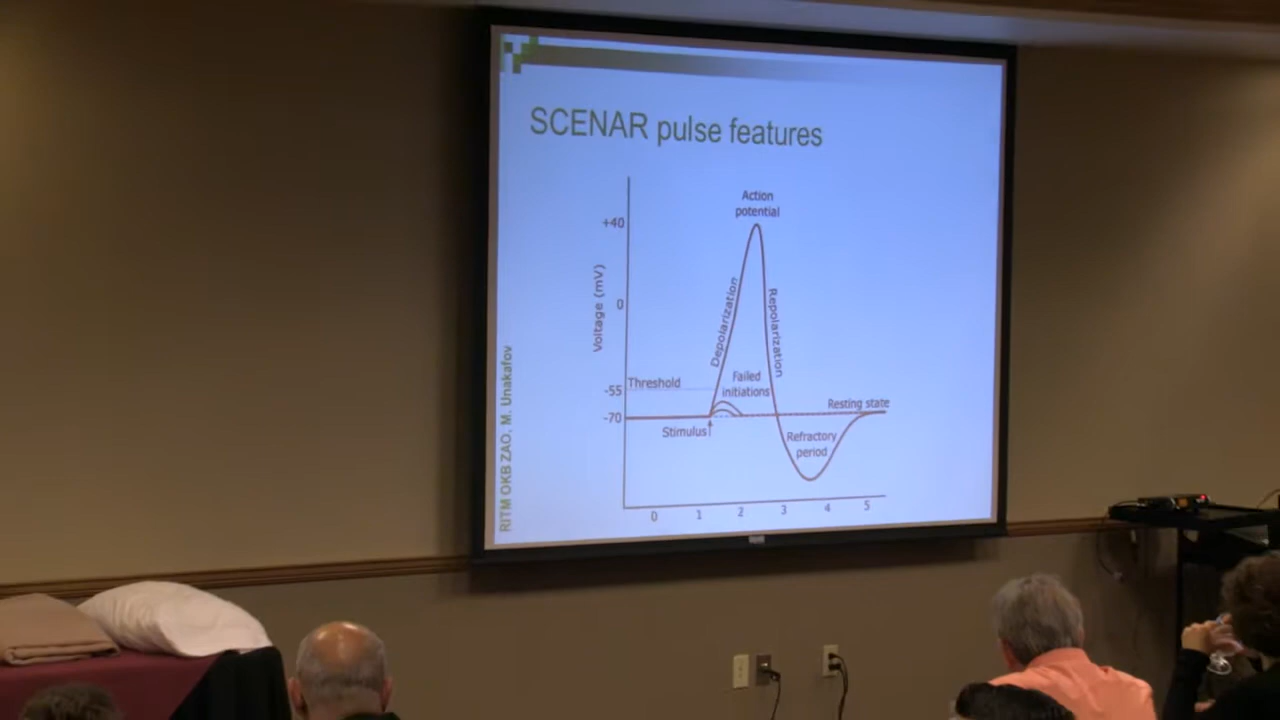 SCENAR pulse features
Action
potential
+40
0
-55
-70
Voltage (mV)
Depolarization
Repolarization
Threshold
Failed
initiations
Stimulus
Resting state
Refractory
period
0 1 2 3 4 5
RITM OKB ZAO, M. Unakafov